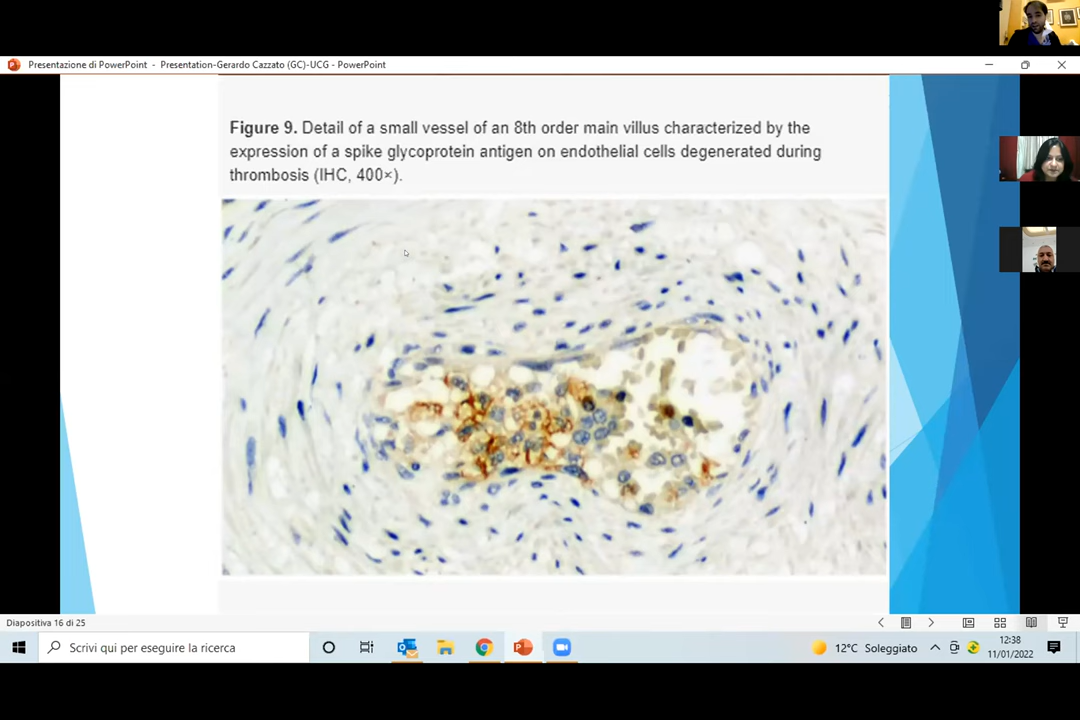 Presentazione di PowerPoint - Presentation-Gerardo Cazzato (GC)-UCG - PowerPoint
Figure 9. Detail of a small vessel of an 8th order main villus characterized by the
expression of a spike glycoprotein antigen on endothelial cells degenerated during
thrombosis (IHC, 400×).
Diapositiva 16 di 25
Scrivi qui per eseguire la ricerca
12°C Soleggiato
12:38
11/01/2022